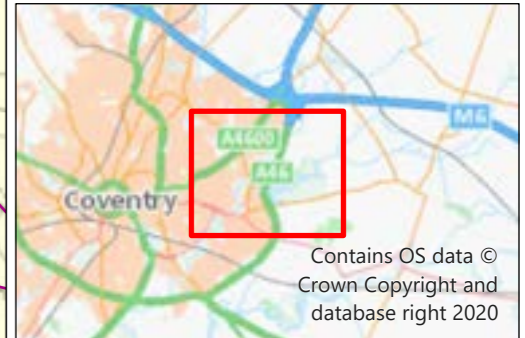 M6
A4600
A46
Coventry
Contains OS data ©
Crown Copyright and
database right 2020